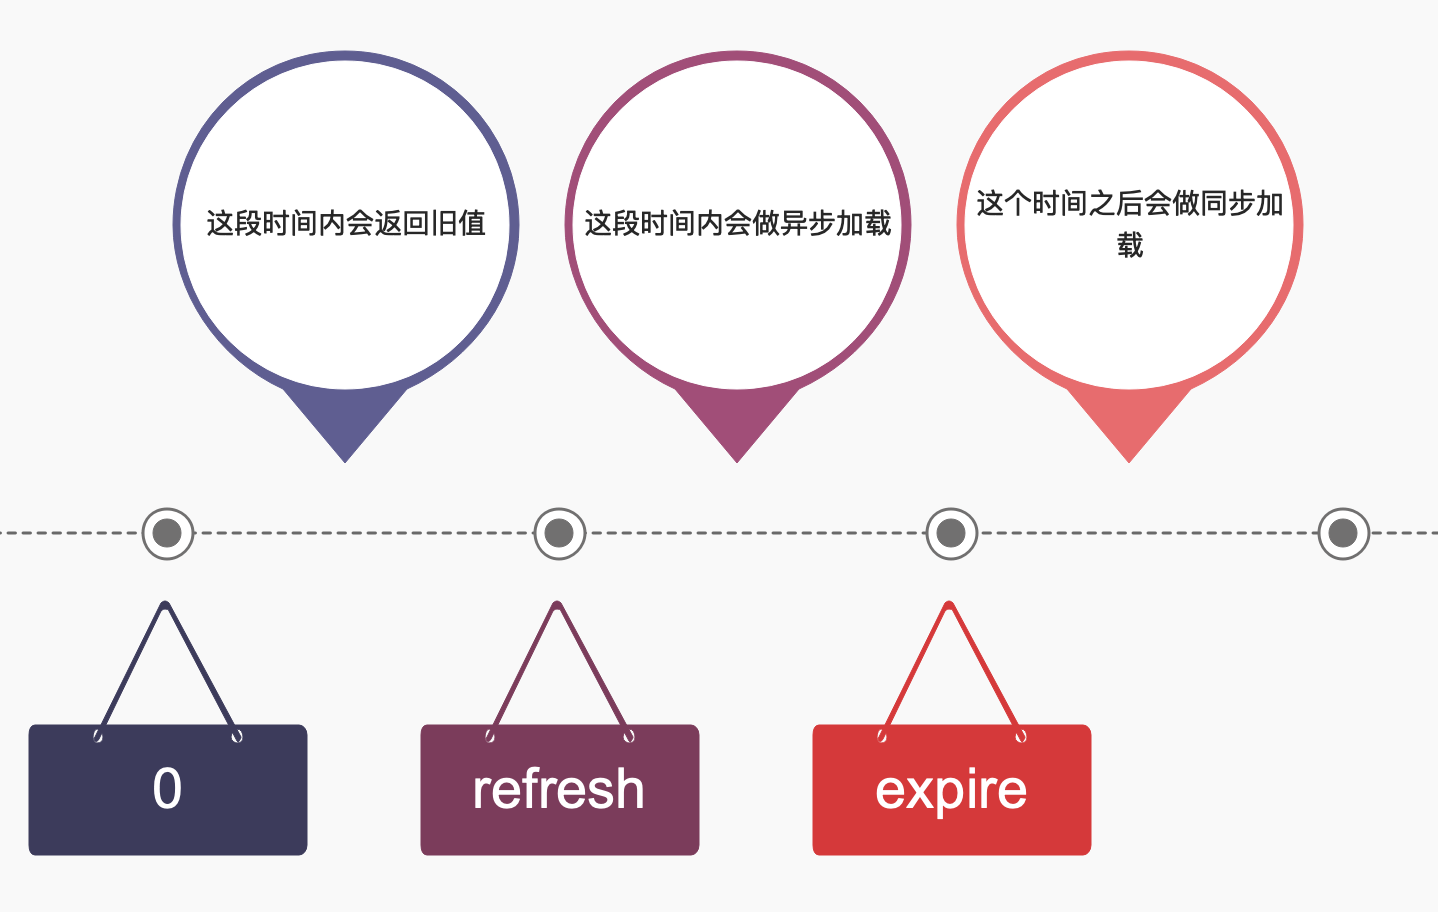 这段时间内会返回旧值
这段时间内会做异步加载
这个时间之后会做同步加
载
0
refresh
expire